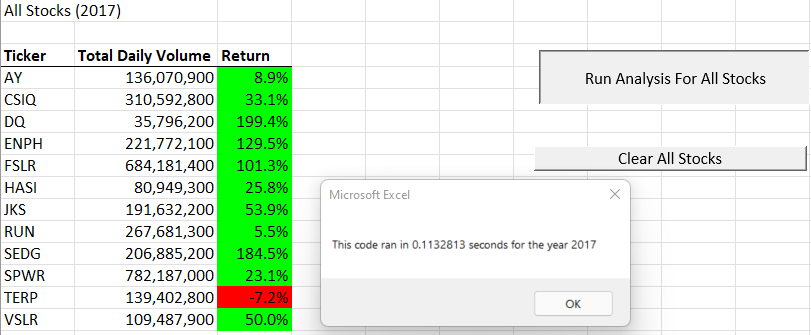 All Stocks (2017)
Ticker Total Daily Volume Return
AY 136,070,900 8.9%
CSIQ 310,592,800 33.1%
DQ 35,796,200 199.4%
ENPH 221,772,100 129.5%
FSLR 684,181,400 101.3%
HASI 80,949,300 25.8%
JKS 191,632,200 53.9%
RUN 267,681,300 5.5%
SEDG 206,885,200 184.5%
SPWR 782,187,000 23.1%
TERP 139,402,800 -7.2%
VSLR 109,487,900 50.0%
Run Analysis For All Stocks
Clear All Stocks
Microsoft Excel
This code ran in 0.1132813 seconds for the year 2017
OK